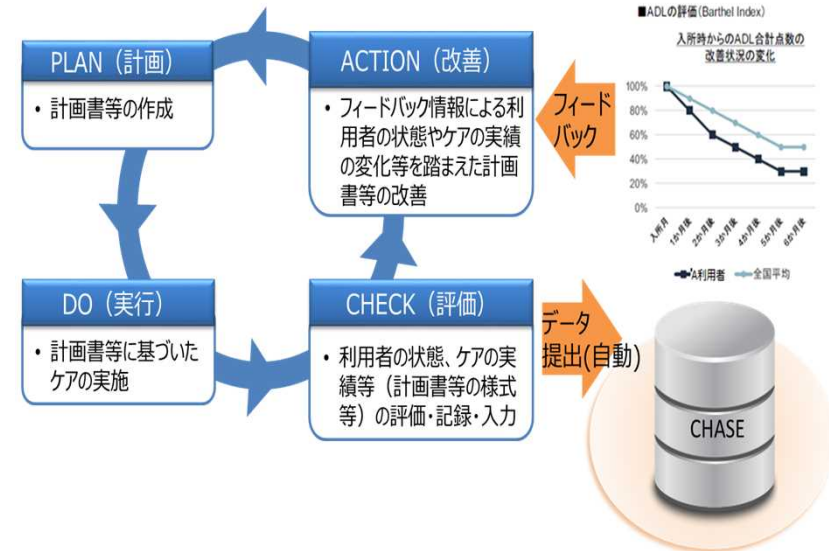 PLAN（計画）
• 計画書等の作成
ACTION（改善）
• フィードバック情報による利
用者の状態やケアの実績
の変化等を踏まえた計画
書等の改善
フィード
バック
■ADLの評価（Barthel Index）
入所時からのADL合計点数の
改善状況の変化
100%
80%
60%
40%
20%
0%
入所月
1か月後
2か月後
3か月後
4か月後
5か月後
6か月後
A利用者
全国平均
DO（実行）
• 計画書等に基づいた
ケアの実施
CHECK（評価）
• 利用者の状態、ケアの実
績等（計画書等の様式
等）の評価・記録・入力
データ
提出(自動)
CHASE